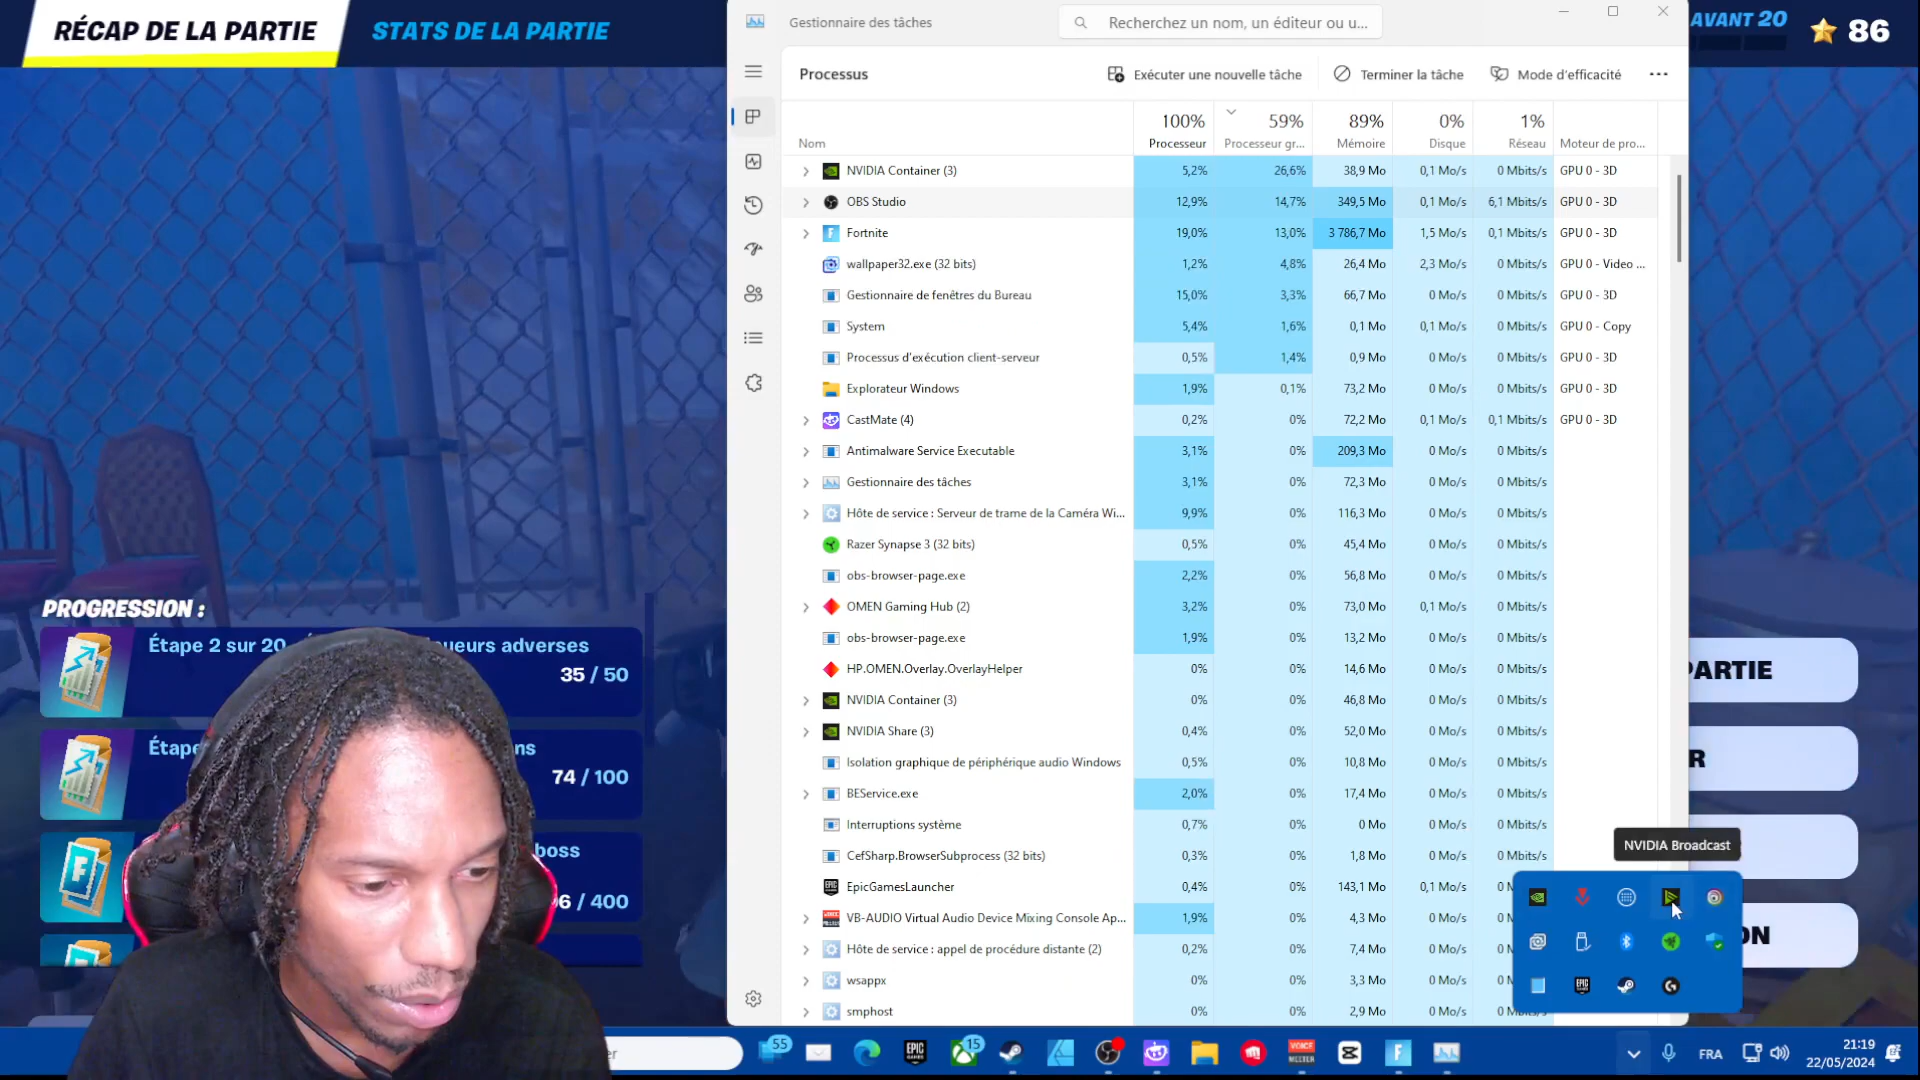 RÉCAP DE LA PARTIE
STATS DE LA PARTIE
Gestionnaire des tâches
Recherchez un nom, un éditeur ou u...
AVANT 20
86
Processus
Exécuter une nouvelle tâche
Terminer la tâche
Mode d'efficacité
100% 59% 89% 0% 1%
Nom Processeur Processeur gr... Mémoire Disque Réseau Moteur de pro...
NVIDIA Container (3) 5,2% 26,6% 38,9 Mo 0,1 Mo/s 0 Mbits/s GPU 0 - 3D
OBS Studio 12,9% 14,7% 349,5 Mo 0,1 Mo/s 6,1 Mbits/s GPU 0 - 3D
Fortnite 19,0% 13,0% 3 786,7 Mo 1,5 Mo/s 0,1 Mbits/s GPU 0 - 3D
wallpaper32.exe (32 bits) 1,2% 4,8% 26,4 Mo 2,3 Mo/s 0 Mbits/s GPU 0 - Video ...
Gestionnaire de fenêtres du Bureau 15,0% 3,3% 66,7 Mo 0 Mo/s 0 Mbits/s GPU 0 - 3D
System 5,4% 1,6% 0,1 Mo 0,1 Mo/s 0 Mbits/s GPU 0 - Copy
Processus d'exécution client-serveur 0,5% 1,4% 0,9 Mo 0 Mo/s 0 Mbits/s GPU 0 - 3D
Explorateur Windows 1,9% 0,1% 73,2 Mo 0 Mo/s 0 Mbits/s GPU 0 - 3D
CastMate (4) 0,2% 0% 72,2 Mo 0,1 Mo/s 0,1 Mbits/s GPU 0 - 3D
Antimalware Service Executable 3,1% 0% 209,3 Mo 0 Mo/s 0 Mbits/s
Gestionnaire des tâches 3,1% 0% 72,3 Mo 0 Mo/s 0 Mbits/s
Hôte de service : Serveur de trame de la Caméra Wi... 9,9% 0% 116,3 Mo 0 Mo/s 0 Mbits/s
Razer Synapse 3 (32 bits) 0,5% 0% 45,4 Mo 0 Mo/s 0 Mbits/s
obs-browser-page.exe 2,2% 0% 56,8 Mo 0 Mo/s 0 Mbits/s
OMEN Gaming Hub (2) 3,2% 0% 73,0 Mo 0,1 Mo/s 0 Mbits/s
obs-browser-page.exe 1,9% 0% 13,2 Mo 0 Mo/s 0 Mbits/s
HP.OMEN.Overlay.OverlayHelper 0% 0% 14,6 Mo 0 Mo/s 0 Mbits/s
NVIDIA Container (3) 0% 0% 46,8 Mo 0 Mo/s 0 Mbits/s
NVIDIA Share (3) 0,4% 0% 52,0 Mo 0 Mo/s 0 Mbits/s
Isolation graphique de périphérique audio Windows 0,5% 0% 10,8 Mo 0 Mo/s 0 Mbits/s
BEService.exe 2,0% 0% 17,4 Mo 0 Mo/s 0 Mbits/s
Interruptions système 0,7% 0% 0 Mo 0 Mo/s 0 Mbits/s
CefSharp.BrowserSubprocess (32 bits) 0,3% 0% 1,8 Mo 0 Mo/s 0 Mbits/s
EpicGamesLauncher 0,4% 0% 143,1 Mo 0,1 Mo/s 0
VB-AUDIO Virtual Audio Device Mixing Console Ap... 1,9% 0% 4,3 Mo 0 Mo/s 0
Hôte de service : appel de procédure distante (2) 0,2% 0% 7,4 Mo 0 Mo/s 0
wsappx 0% 0% 3,3 Mo 0 Mo/s 0
smphost 0% 0% 2,9 Mo 0 Mo/s 0 Mbits/s
NVIDIA Broadcast
PROGRESSION :
Étape 2 sur 20 ueurs adverses
35 / 50
Étape ns
74 / 100
boss
6 / 400
PARTIE
R
ON
EPIC GAMES
er
55
EPIC GAMES
15
VOICE MEETER
FRA
21:19
22/05/2024